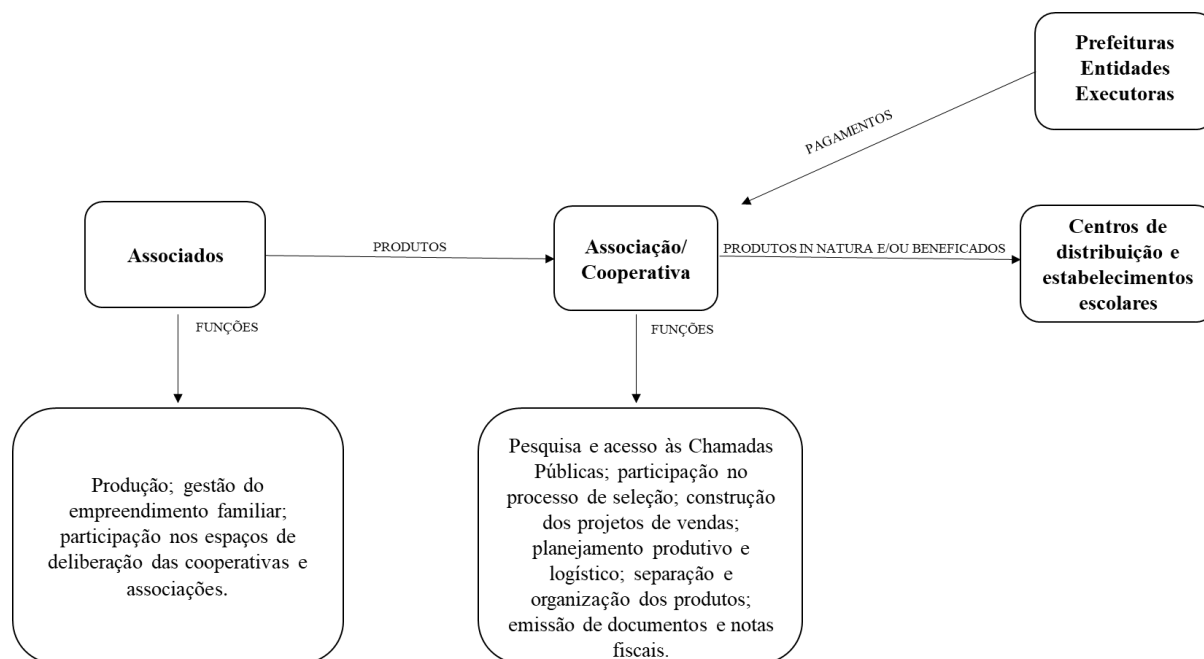 Prefeituras
Entidades
Executoras
PAGAMENTOS
Associados
PRODUTOS
Associação/
Cooperativa
PRODUTOS IN NATURA E/OU BENEFICADOS
Centros de
distribuição e
estabelecimentos
escolares
FUNÇÕES
FUNÇÕES
Produção; gestão do
empreendimento familiar;
participação nos espaços de
deliberação das cooperativas e
associações.
Pesquisa e acesso às Chamadas
Públicas; participação no
processo de seleção; construção
dos projetos de vendas;
planejamento produtivo e
logístico; separação e
organização dos produtos;
emissão de documentos e notas
fiscais.